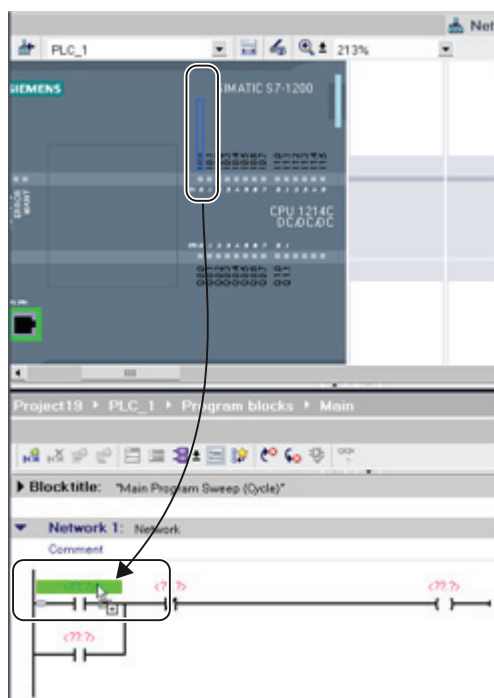 Net
PLC_1
213%
SIEMENS
SIMATIC S7-1200
CPU 1214C
DC/DC/DC
Project19 ▸ PLC_1 ▸ Program blocks ▸ Main
Block title: "Main Program Sweep (Cycle)"
Network 1: Network
Comment
<??.?> <??.?> <??.?>
<??.?>